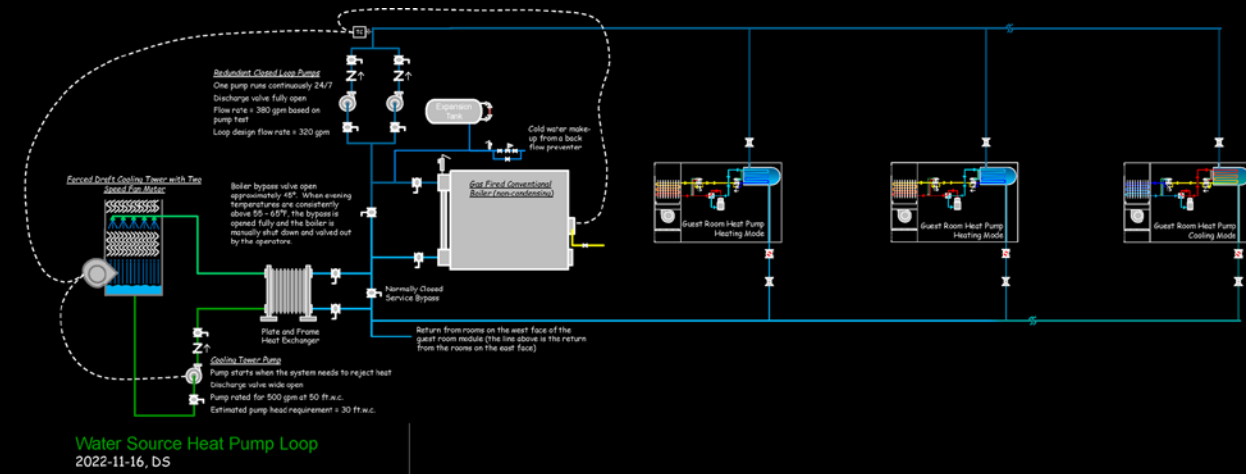 TC
Redundant Closed Loop Pumps
One pump runs continuously 24/7
Discharge valve fully open
Flow rate = 380 gpm based on
pump test
Loop design flow rate = 320 gpm
Expansion
Tank
Cold water make-
up from a back
flow preventer
Forced Draft Cooling Tower with Two
Speed Fan Motor
Boiler bypass valve open
approximately 45º. When evening
temperatures are consistently
above 55 - 65ºF, the bypass is
opened fully and the boiler is
manually shut down and valved out
by the operators.
Gas Fired Conventional
Boiler (non-condensing)
Guest Room Heat Pump
Heating Mode
Guest Room Heat Pump
Heating Mode
Guest Room Heat Pump
Cooling Mode
Normally Closed
Service Bypass
Plate and Frame
Heat Exchanger
Return from rooms on the west face of the
guest room module (the line above is the return
from the rooms on the east face)
Cooling Tower Pump
Pump starts when the system needs to reject heat
Discharge valve wide open
Pump rated for 500 gpm at 50 ft.w.c.
Estimated pump head requirement = 30 ft.w.c.
Water Source Heat Pump Loop
2022-11-16, DS